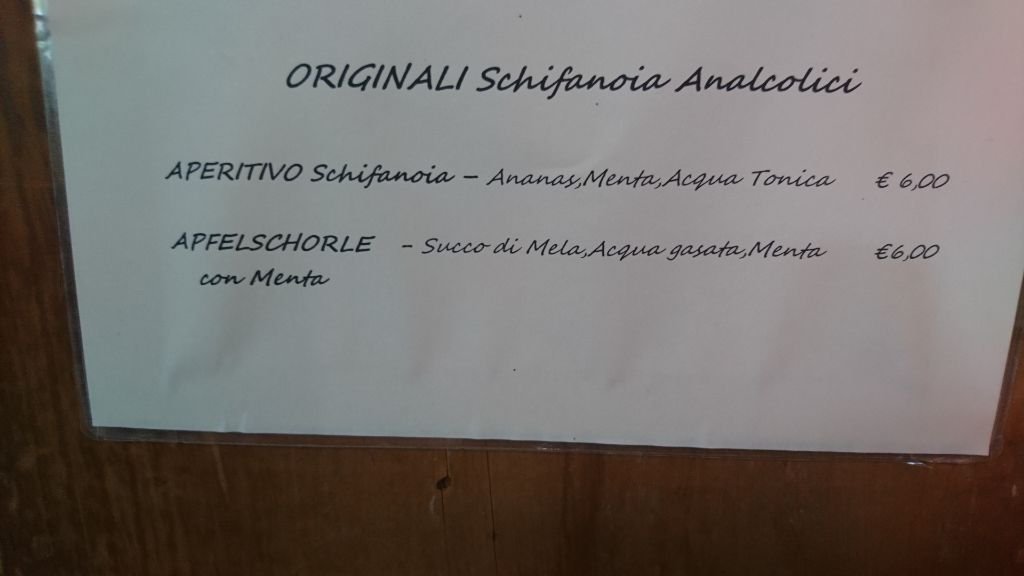 ORIGINALI Schifanoia Analcolici
APERITIVO Schifanoia – Ananas,Menta,Acqua Tonica € 6,00
APFELSCHORLE - Succo di Mela,Acqua gasata,Menta €6,00
con Menta